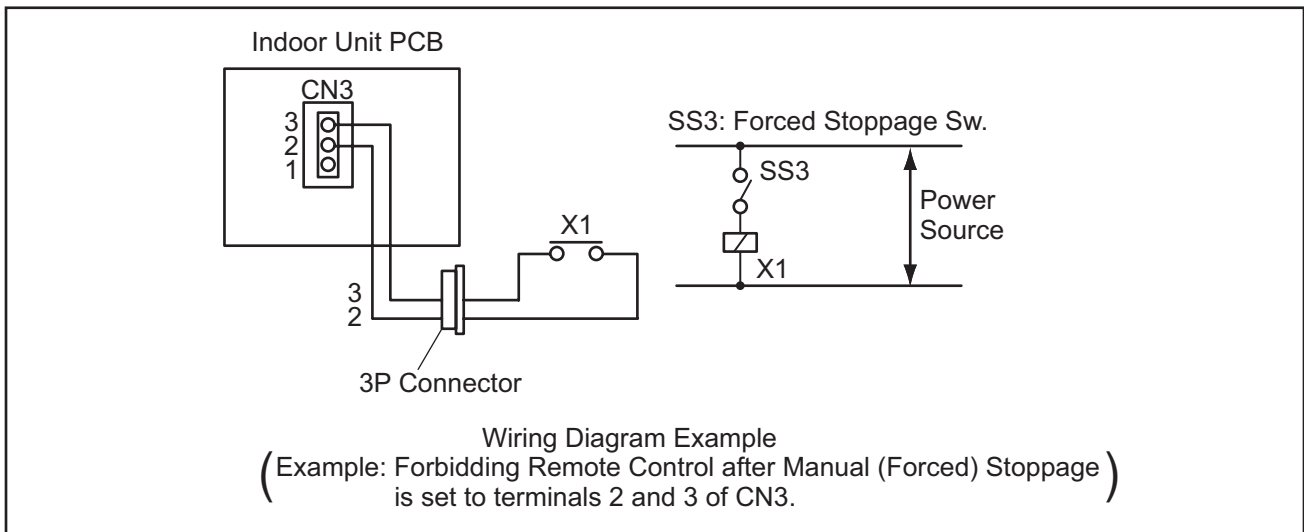 Indoor Unit PCB
CN3
3
2
1
X1
3
2
3P Connector
SS3: Forced Stoppage Sw.
SS3
X1
Power
Source
Wiring Diagram Example
(Example: Forbidding Remote Control after Manual (Forced) Stoppage
is set to terminals 2 and 3 of CN3.)